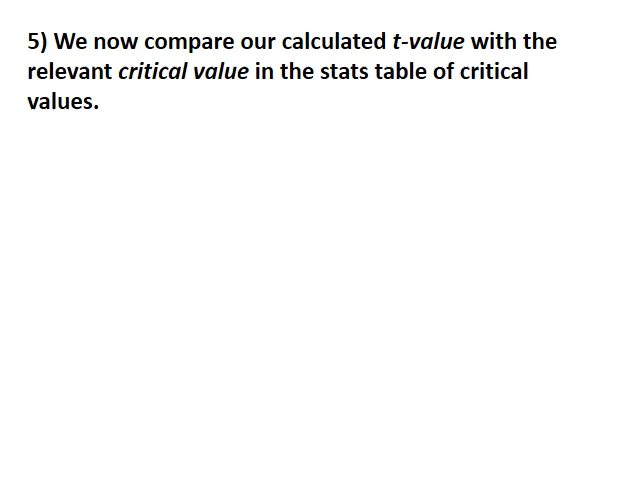 5) We now compare our calculated t-value with the
relevant critical value in the stats table of critical
values.